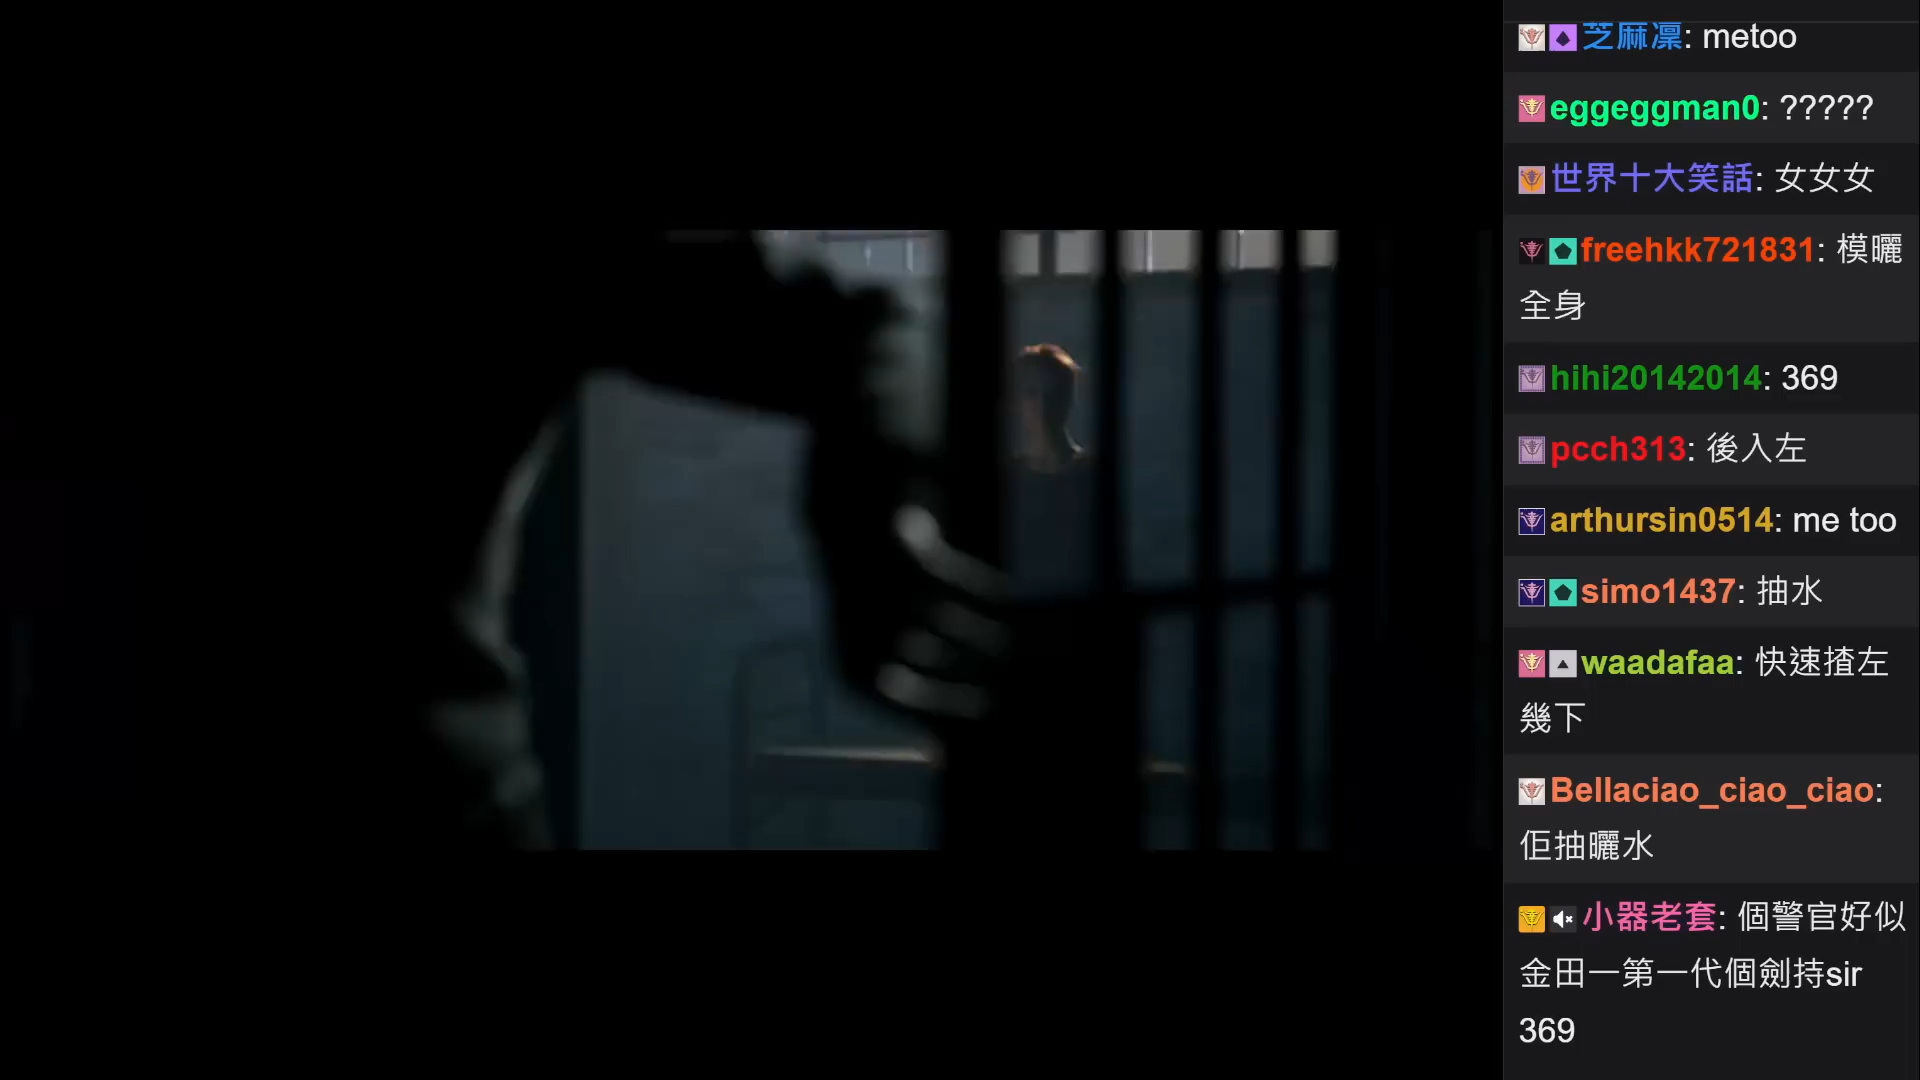 芝麻凜: metoo
eggeggman0: ?????
世界十大笑話: 女女女
freehkk721831: 模曬
全身
hihi20142014: 369
pcch313: 後入左
arthursin0514: me too
simo1437: 抽水
waadafaa: 快速揸左
幾下
Bellaciao_ciao_ciao:
佢抽曬水
小器老套: 個警官好似
金田一第一代個劍持sir
369